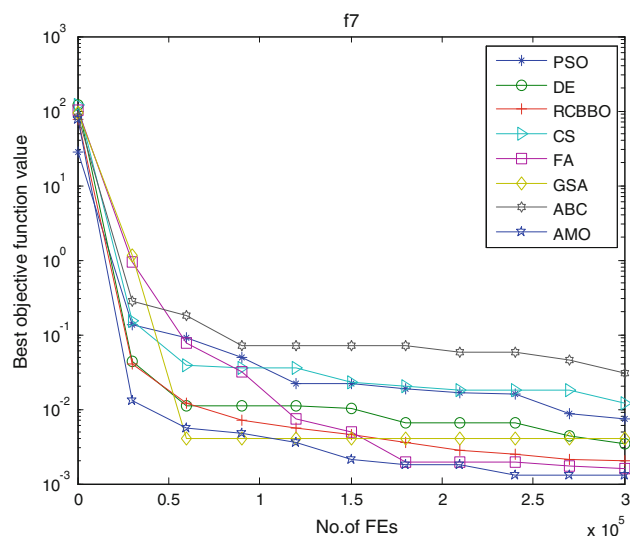 f7
Best objective function value
10^3
10^2
10^1
10^0
10^-1
10^-2
10^-3
PSO
DE
RCBBO
CS
FA
GSA
ABC
AMO
0 0.5 1 1.5 2 2.5 3
No.of FEs
x 10^5